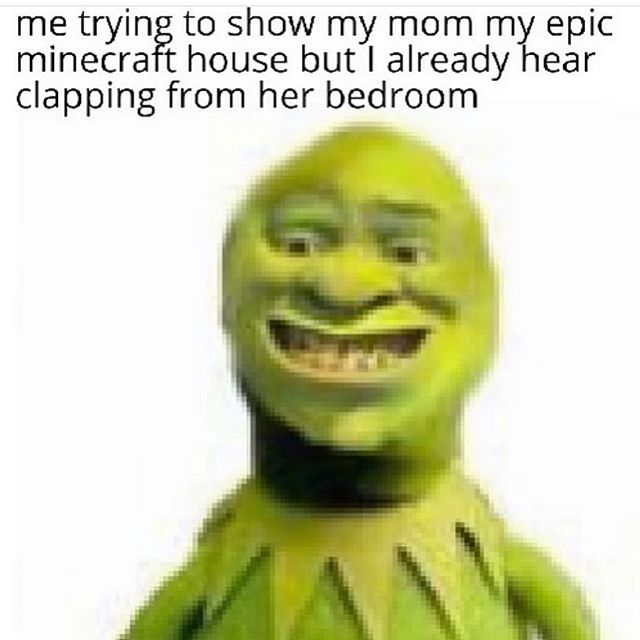 me trying to show my mom my epic
minecraft house but I already hear
clapping from her bedroom